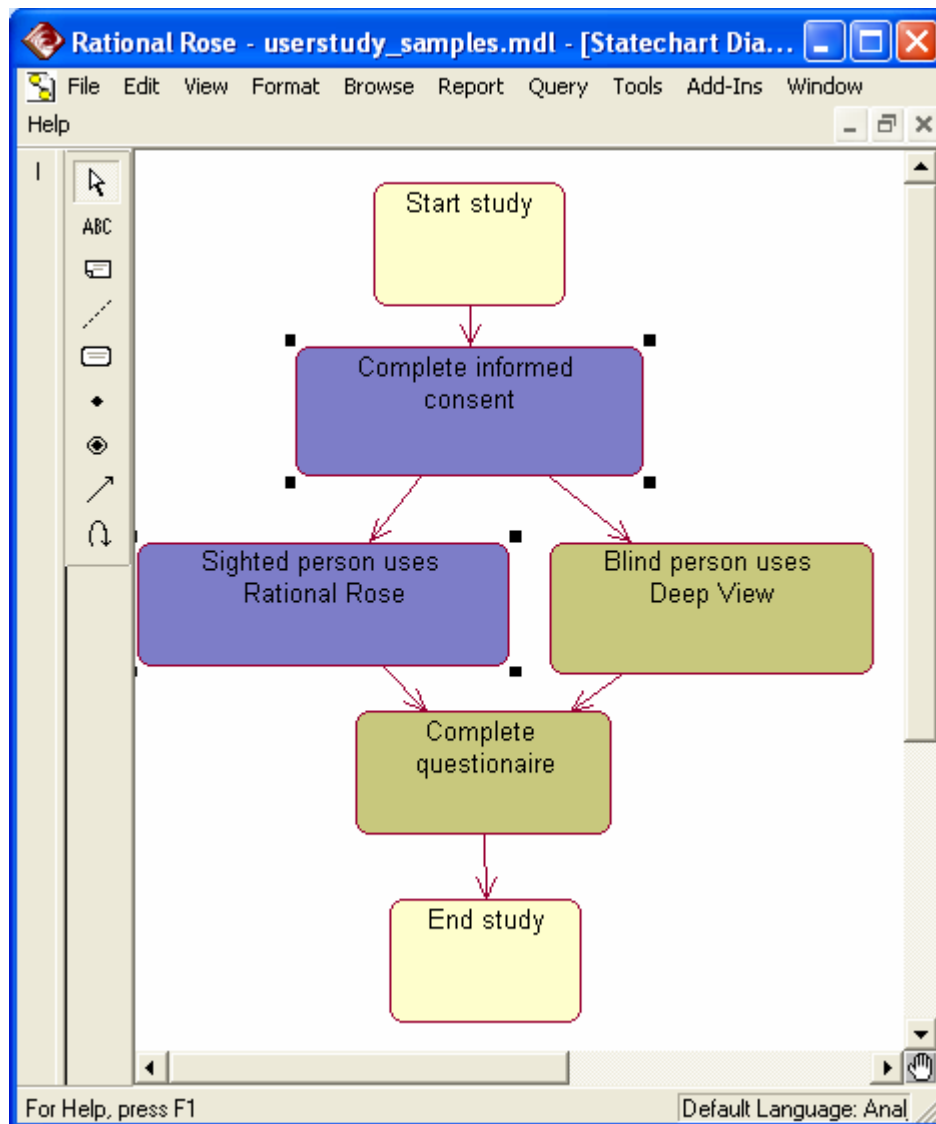 Rational Rose - userstudy_samples.mdl - [Statechart Dia...
File Edit View Format Browse Report Query Tools Add-Ins Window
Help
ABC
Start study
Complete informed
consent
Sighted person uses
Rational Rose
Blind person uses
Deep View
Complete
questionaire
End study
For Help, press F1
Default Language: Anal